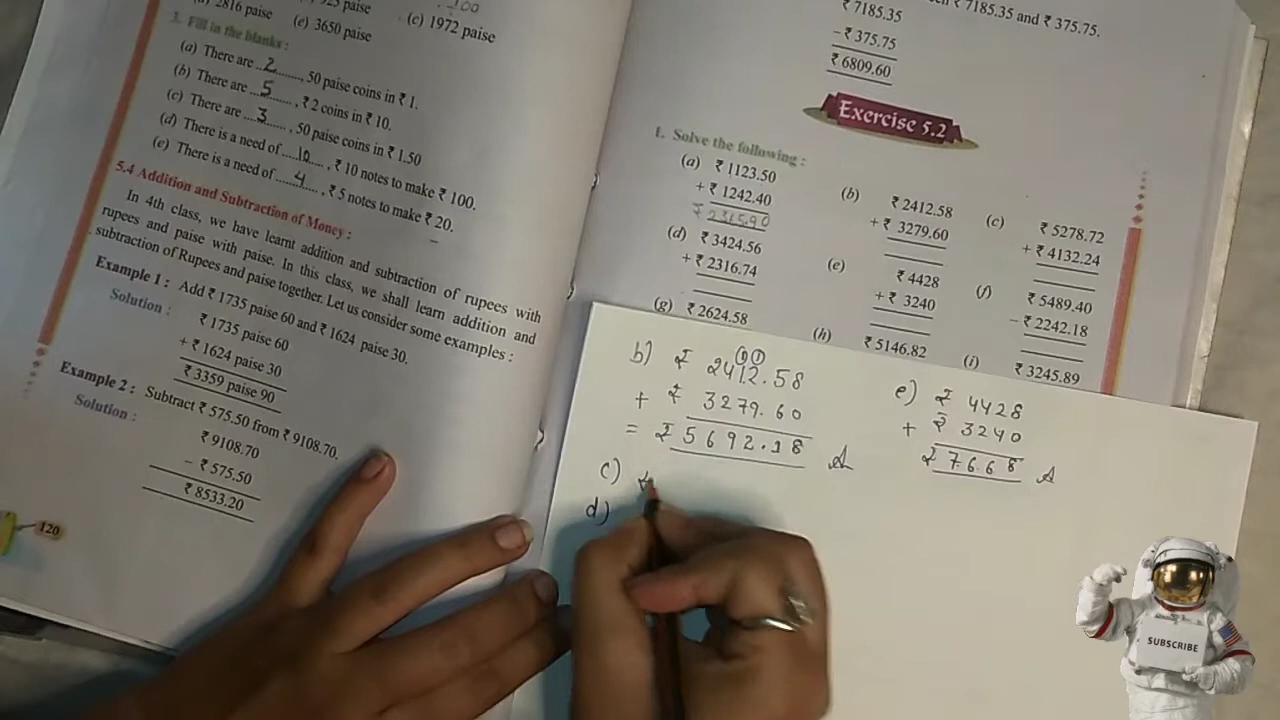 (a) 2816 paise
925 paise
100
(e) 3650 paise
(c) 1972 paise
3. Fill in the blanks :
(a) There are ..2......., 50 paise coins in ₹ 1.
(b) There are ...5......, ₹ 2 coins in ₹ 10.
(c) There are ....3....., 50 paise coins in ₹ 1.50
(d) There is a need of ....10...., ₹ 10 notes to make ₹ 100.
(e) There is a need of .....4....., ₹ 5 notes to make ₹ 20.
5.4 Addition and Subtraction of Money :
In 4th class, we have learnt addition and subtraction of rupees with
rupees and paise with paise. In this class, we shall learn addition and
subtraction of Rupees and paise together. Let us consider some examples :
Example 1 : Add ₹ 1735 paise 60 and ₹ 1624 paise 30.
Solution :
₹ 1735 paise 60
+ ₹ 1624 paise 30
₹ 3359 paise 90
Example 2 : Subtract ₹ 575.50 from ₹ 9108.70.
Solution :
₹ 9108.70
- ₹ 575.50
₹ 8533.20
120
₹ 7185.35 and ₹ 375.75.
₹ 7185.35
- ₹ 375.75
₹ 6809.60
Exercise 5.2
1. Solve the following :
(a) ₹ 1123.50
+ ₹ 1242.40
₹ 2365.90
(b) ₹ 2412.58
+ ₹ 3279.60
(c) ₹ 5278.72
+ ₹ 4132.24
(d) ₹ 3424.56
+ ₹ 2316.74
(e) ₹ 4428
+ ₹ 3240
(f) ₹ 5489.40
- ₹ 2242.18
(g) ₹ 2624.58
(h) ₹ 5146.82
(i) ₹ 3245.89
b) ₹ 2412.58
+ ₹ 3279.60
= ₹ 5692.18
e) ₹ 4428
+ ₹ 3240
₹ 7668
c) ₹
d)
SUBSCRIBE